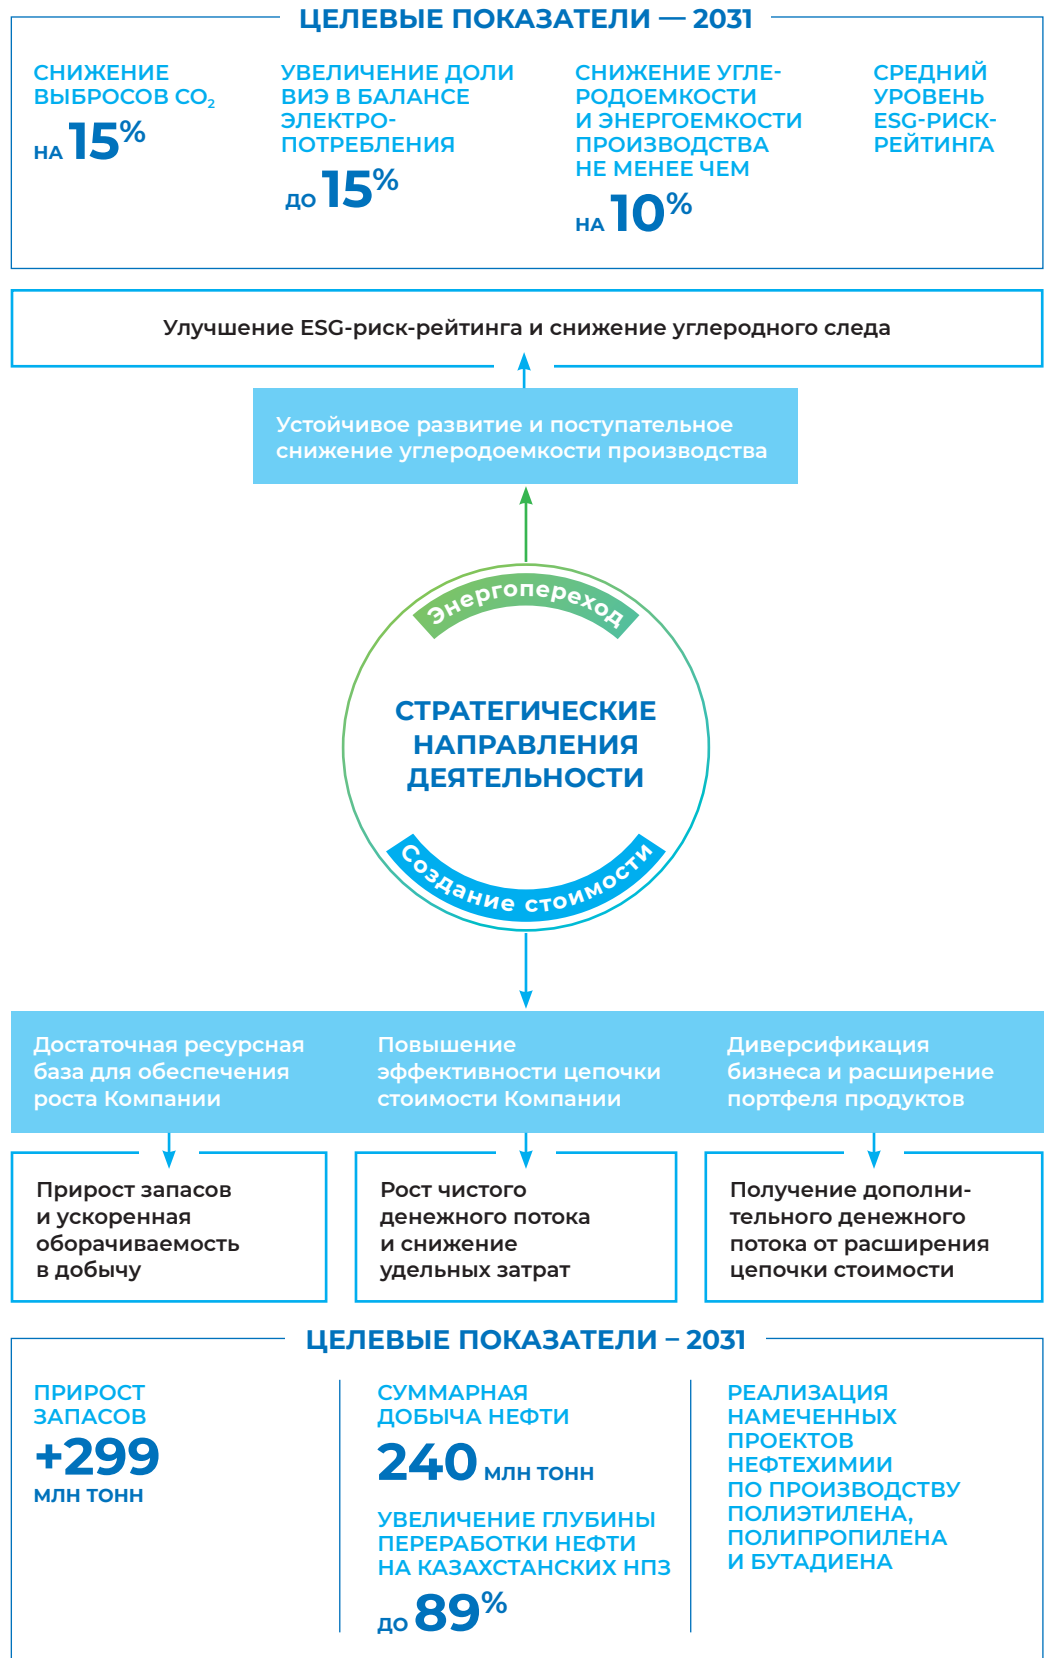 ЦЕЛЕВЫЕ ПОКАЗАТЕЛИ — 2031
СНИЖЕНИЕ
ВЫБРОСОВ CO₂
НА 15%
УВЕЛИЧЕНИЕ ДОЛИ
ВИЭ В БАЛАНСЕ
ЭЛЕКТРО-
ПОТРЕБЛЕНИЯ
ДО 15%
СНИЖЕНИЕ УГЛЕ-
РОДОЕМКОСТИ
И ЭНЕРГОЕМКОСТИ
ПРОИЗВОДСТВА
НЕ МЕНЕЕ ЧЕМ
НА 10%
СРЕДНИЙ
УРОВЕНЬ
ESG-РИСК-
РЕЙТИНГА
Улучшение ESG-риск-рейтинга и снижение углеродного следа
Устойчивое развитие и поступательное
снижение углеродоемкости производства
Энергопереход
СТРАТЕГИЧЕСКИЕ
НАПРАВЛЕНИЯ
ДЕЯТЕЛЬНОСТИ
Создание стоимости
Достаточная ресурсная
база для обеспечения
роста Компании
Повышение
эффективности цепочки
стоимости Компании
Диверсификация
бизнеса и расширение
портфеля продуктов
Прирост запасов
и ускоренная
оборачиваемость
в добычу
Рост чистого
денежного потока
и снижение
удельных затрат
Получение дополни-
тельного денежного
потока от расширения
цепочки стоимости
ЦЕЛЕВЫЕ ПОКАЗАТЕЛИ – 2031
ПРИРОСТ
ЗАПАСОВ
+299
МЛН ТОНН
СУММАРНАЯ
ДОБЫЧА НЕФТИ
240 МЛН ТОНН
УВЕЛИЧЕНИЕ ГЛУБИНЫ
ПЕРЕРАБОТКИ НЕФТИ
НА КАЗАХСТАНСКИХ НПЗ
ДО 89%
РЕАЛИЗАЦИЯ
НАМЕЧЕННЫХ
ПРОЕКТОВ
НЕФТЕХИМИИ
ПО ПРОИЗВОДСТВУ
ПОЛИЭТИЛЕНА,
ПОЛИПРОПИЛЕНА
И БУТАДИЕНА